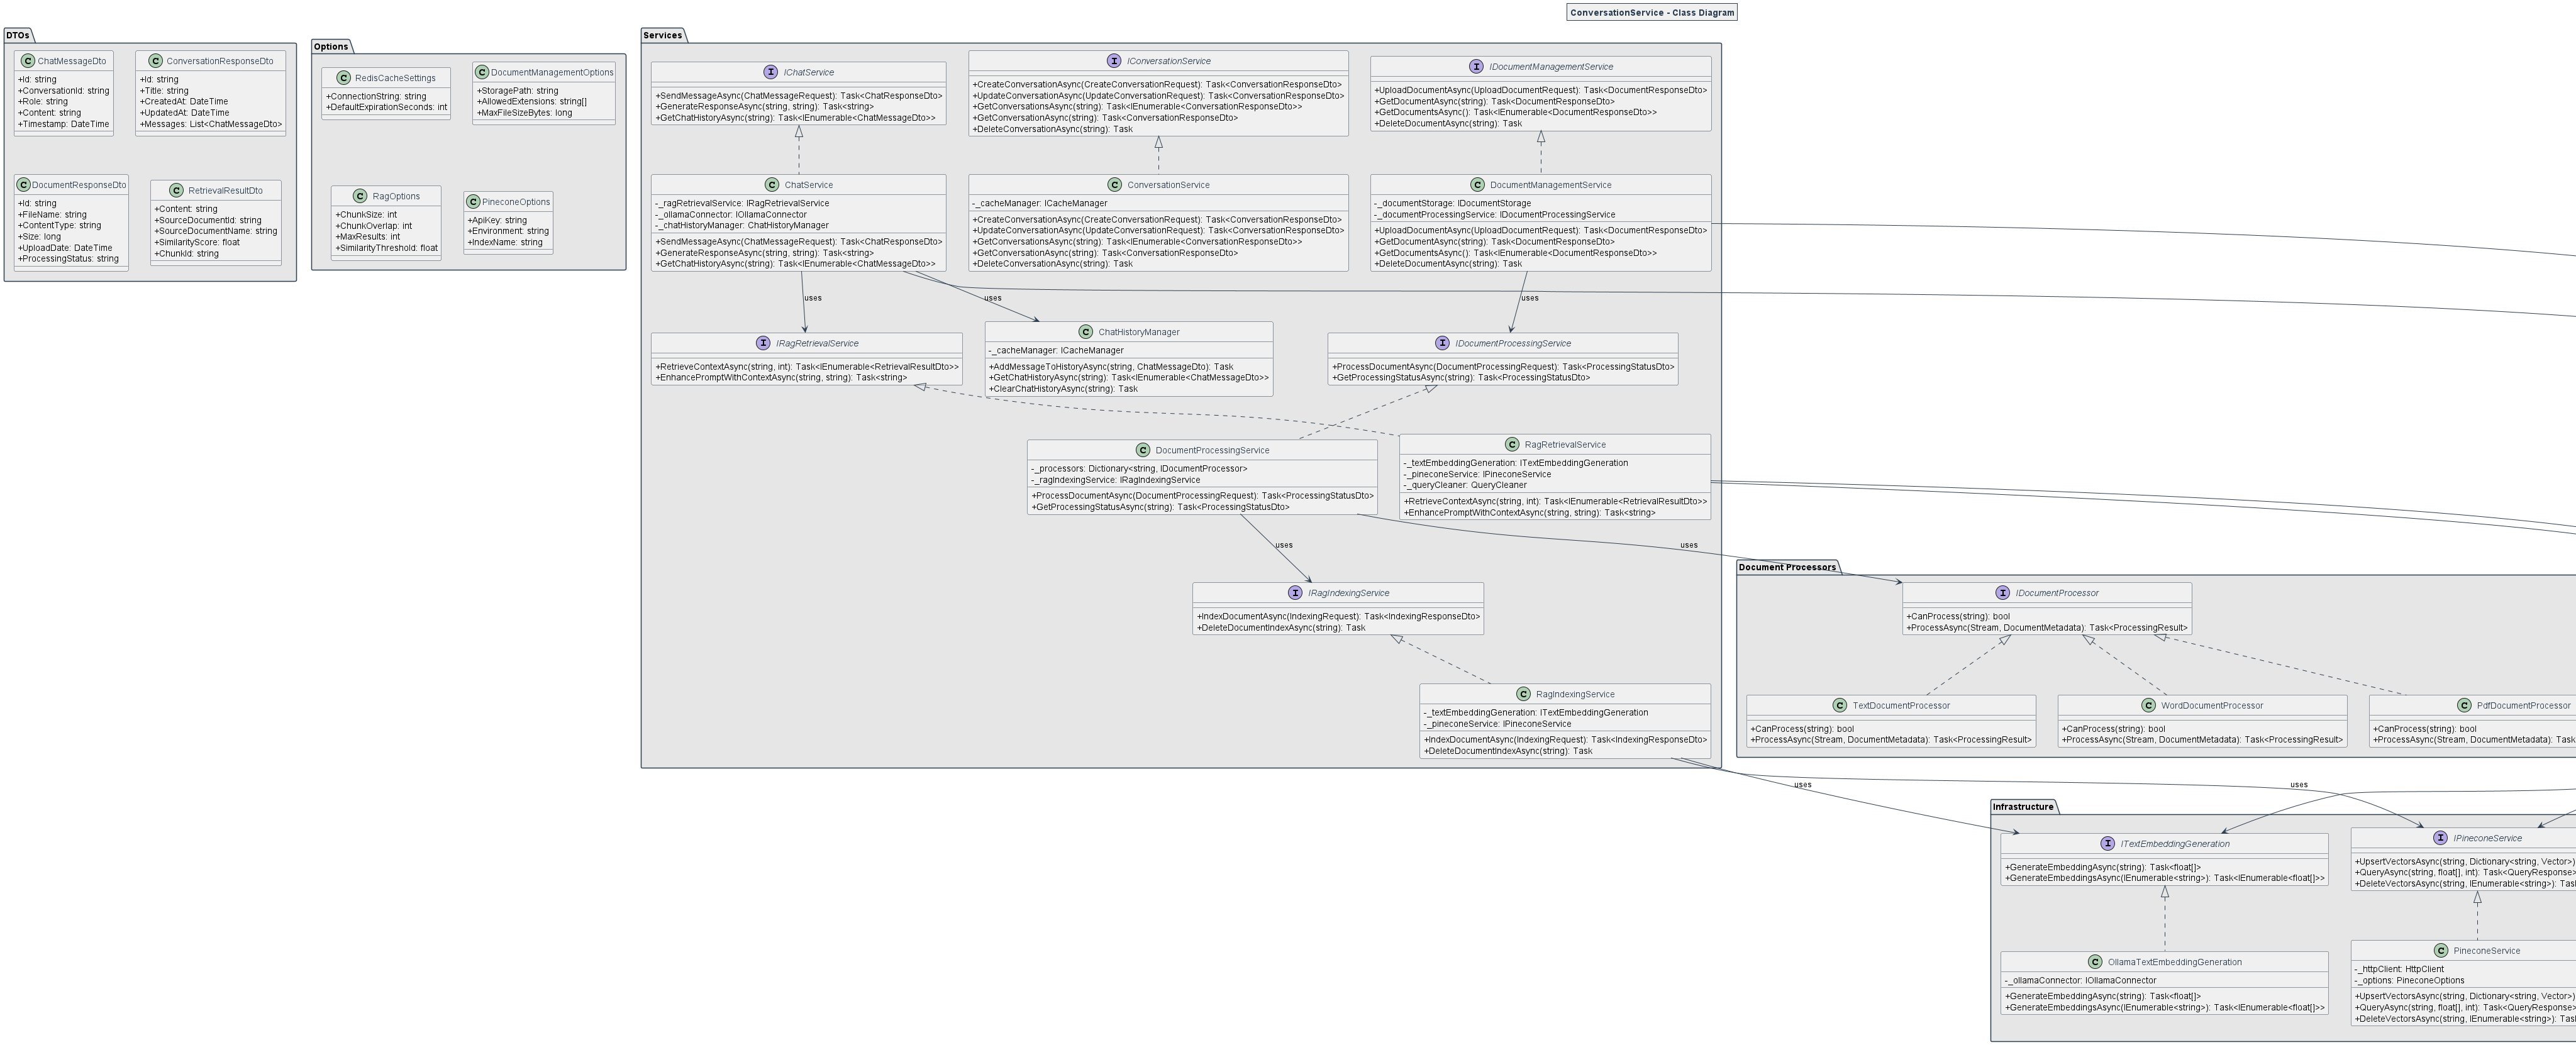 ConversationService - Class Diagram
DTOs
C ChatMessageDto
+Id: string
+ConversationId: string
+Role: string
+Content: string
+Timestamp: DateTime
C ConversationResponseDto
+Id: string
+Title: string
+CreatedAt: DateTime
+UpdatedAt: DateTime
+Messages: List<ChatMessageDto>
C DocumentResponseDto
+Id: string
+FileName: string
+ContentType: string
+Size: long
+UploadDate: DateTime
+ProcessingStatus: string
C RetrievalResultDto
+Content: string
+SourceDocumentId: string
+SourceDocumentName: string
+SimilarityScore: float
+ChunkId: string
Options
C RedisCacheSettings
+ConnectionString: string
+DefaultExpirationSeconds: int
C DocumentManagementOptions
+StoragePath: string
+AllowedExtensions: string[]
+MaxFileSizeBytes: long
C RagOptions
+ChunkSize: int
+ChunkOverlap: int
+MaxResults: int
+SimilarityThreshold: float
C PineconeOptions
+ApiKey: string
+Environment: string
+IndexName: string
Services
I IChatService
+SendMessageAsync(ChatMessageRequest): Task<ChatResponseDto>
+GenerateResponseAsync(string, string): Task<string>
+GetChatHistoryAsync(string): Task<IEnumerable<ChatMessageDto>>
I IConversationService
+CreateConversationAsync(CreateConversationRequest): Task<ConversationResponseDto>
+UpdateConversationAsync(UpdateConversationRequest): Task<ConversationResponseDto>
+GetConversationsAsync(string): Task<IEnumerable<ConversationResponseDto>>
+GetConversationAsync(string): Task<ConversationResponseDto>
+DeleteConversationAsync(string): Task
I IDocumentManagementService
+UploadDocumentAsync(UploadDocumentRequest): Task<DocumentResponseDto>
+GetDocumentAsync(string): Task<DocumentResponseDto>
+GetDocumentsAsync(): Task<IEnumerable<DocumentResponseDto>>
+DeleteDocumentAsync(string): Task
C ChatService
-_ragRetrievalService: IRagRetrievalService
-_ollamaConnector: IOllamaConnector
-_chatHistoryManager: ChatHistoryManager
+SendMessageAsync(ChatMessageRequest): Task<ChatResponseDto>
+GenerateResponseAsync(string, string): Task<string>
+GetChatHistoryAsync(string): Task<IEnumerable<ChatMessageDto>>
C ConversationService
-_cacheManager: ICacheManager
+CreateConversationAsync(CreateConversationRequest): Task<ConversationResponseDto>
+UpdateConversationAsync(UpdateConversationRequest): Task<ConversationResponseDto>
+GetConversationsAsync(string): Task<IEnumerable<ConversationResponseDto>>
+GetConversationAsync(string): Task<ConversationResponseDto>
+DeleteConversationAsync(string): Task
C DocumentManagementService
-_documentStorage: IDocumentStorage
-_documentProcessingService: IDocumentProcessingService
+UploadDocumentAsync(UploadDocumentRequest): Task<DocumentResponseDto>
+GetDocumentAsync(string): Task<DocumentResponseDto>
+GetDocumentsAsync(): Task<IEnumerable<DocumentResponseDto>>
+DeleteDocumentAsync(string): Task
uses
uses
uses
I IRagRetrievalService
+RetrieveContextAsync(string, int): Task<IEnumerable<RetrievalResultDto>>
+EnhancePromptWithContextAsync(string, string): Task<string>
C ChatHistoryManager
-_cacheManager: ICacheManager
+AddMessageToHistoryAsync(string, ChatMessageDto): Task
+GetChatHistoryAsync(string): Task<IEnumerable<ChatMessageDto>>
+ClearChatHistoryAsync(string): Task
I IDocumentProcessingService
+ProcessDocumentAsync(DocumentProcessingRequest): Task<ProcessingStatusDto>
+GetProcessingStatusAsync(string): Task<ProcessingStatusDto>
C DocumentProcessingService
-_processors: Dictionary<string, IDocumentProcessor>
-_ragIndexingService: IRagIndexingService
+ProcessDocumentAsync(DocumentProcessingRequest): Task<ProcessingStatusDto>
+GetProcessingStatusAsync(string): Task<ProcessingStatusDto>
C RagRetrievalService
-_textEmbeddingGeneration: ITextEmbeddingGeneration
-_pineconeService: IPineconeService
-_queryCleaner: QueryCleaner
+RetrieveContextAsync(string, int): Task<IEnumerable<RetrievalResultDto>>
+EnhancePromptWithContextAsync(string, string): Task<string>
uses
uses
I IRagIndexingService
+IndexDocumentAsync(IndexingRequest): Task<IndexingResponseDto>
+DeleteDocumentIndexAsync(string): Task
C RagIndexingService
-_textEmbeddingGeneration: ITextEmbeddingGeneration
-_pineconeService: IPineconeService
+IndexDocumentAsync(IndexingRequest): Task<IndexingResponseDto>
+DeleteDocumentIndexAsync(string): Task
Document Processors
I IDocumentProcessor
+CanProcess(string): bool
+ProcessAsync(Stream, DocumentMetadata): Task<ProcessingResult>
C TextDocumentProcessor
+CanProcess(string): bool
+ProcessAsync(Stream, DocumentMetadata): Task<ProcessingResult>
C WordDocumentProcessor
+CanProcess(string): bool
+ProcessAsync(Stream, DocumentMetadata): Task<ProcessingResult>
C PdfDocumentProcessor
+CanProcess(string): bool
+ProcessAsync(Stream, DocumentMetadata): Task
uses
uses
Infrastructure
I ITextEmbeddingGeneration
+GenerateEmbeddingAsync(string): Task<float[]>
+GenerateEmbeddingsAsync(IEnumerable<string>): Task<IEnumerable<float[]>>
I IPineconeService
+UpsertVectorsAsync(string, Dictionary<string, Vector>)
+QueryAsync(string, float[], int): Task<QueryResponse>
+DeleteVectorsAsync(string, IEnumerable<string>):
C OllamaTextEmbeddingGeneration
-_ollamaConnector: IOllamaConnector
+GenerateEmbeddingAsync(string): Task<float[]>
+GenerateEmbeddingsAsync(IEnumerable<string>): Task<IEnumerable<float[]>>
C PineconeService
-_httpClient: HttpClient
-_options: PineconeOptions
+UpsertVectorsAsync(string, Dictionary<string, Vector>)
+QueryAsync(string, float[], int): Task<QueryResponse>
+DeleteVectorsAsync(string, IEnumerable<string>):